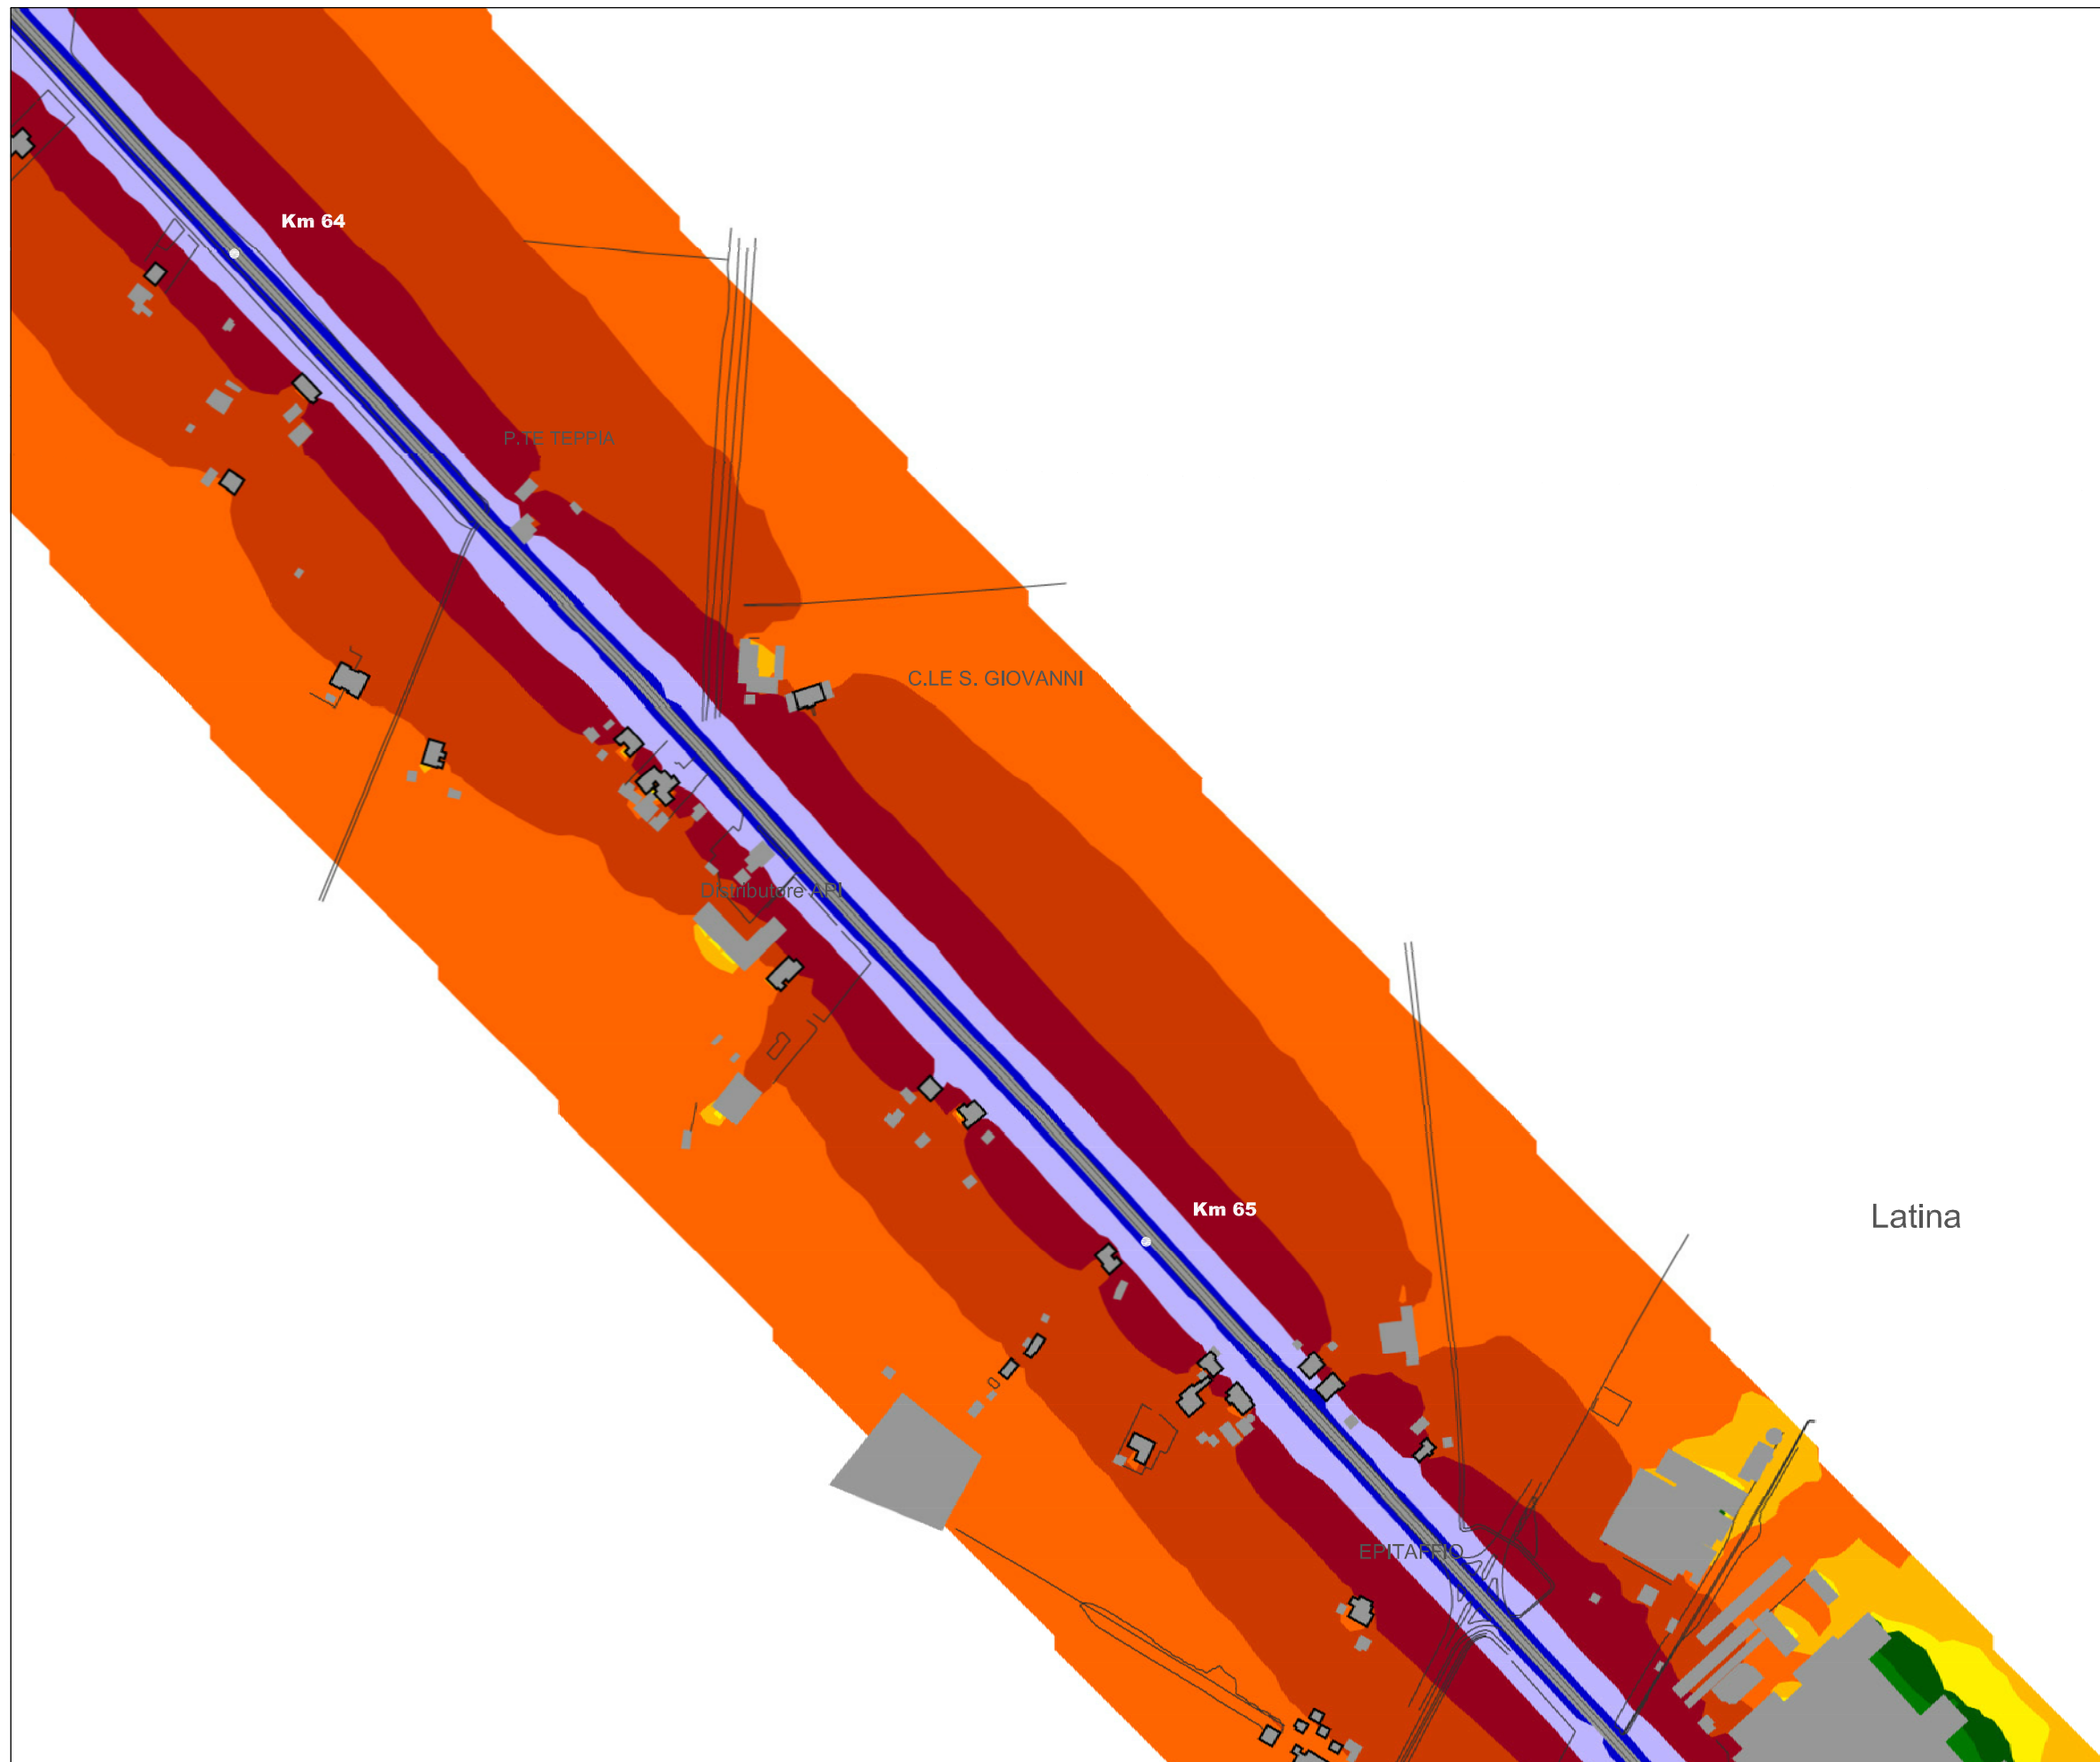 Km 64
P.TE TEPPIA
C.LE S. GIOVANNI
Distributore API
Km 65
Latina
EPITAFFIO